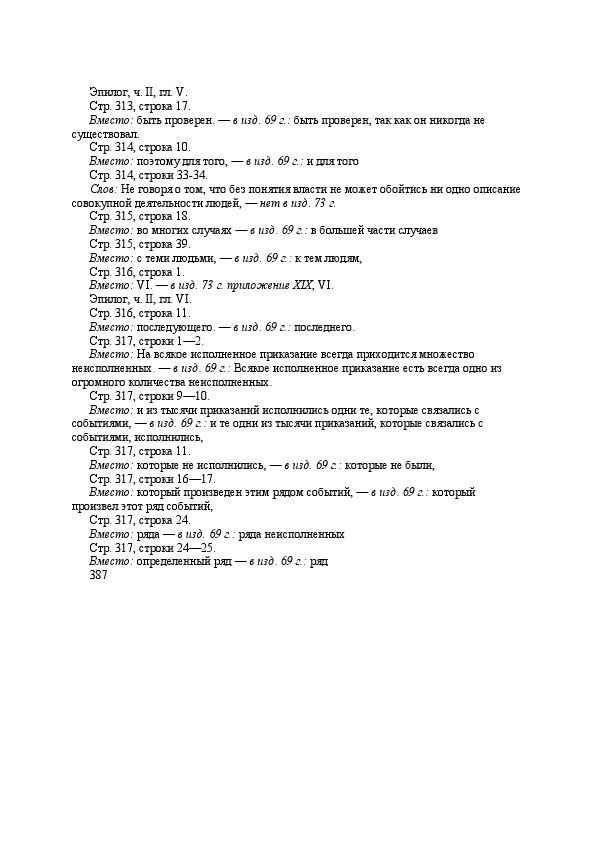 Эпилог, ч. II, гл. V.
Стр. 313, строка 17.
Вместо: быть проверен. — в изд. 69 г.: быть проверен, так как он никогда не
существовал.
Стр. 314, строка 10.
Вместо: поэтому для того, — в изд. 69 г.: и для того
Стр. 314, строки 33-34.
Слов: Не говоря о том, что без понятия власти не может обойтись ни одно описание
совокупной деятельности людей, — нет в изд. 73 г.
Стр. 315, строка 18.
Вместо: во многих случаях — в изд. 69 г.: в большей части случаев
Стр. 315, строка 39.
Вместо: с теми людьми, — в изд. 69 г.: к тем людям,
Стр. 316, строка 1.
Вместо: VI. — в изд. 73 г. приложение XIX, VI.
Эпилог, ч. II, гл. VI.
Стр. 316, строка 11.
Вместо: последующего. — в изд. 69 г.: последнего.
Стр. 317, строки 1—2.
Вместо: На всякое исполненное приказание всегда приходится множество
неисполненных. — в изд. 69 г.: Всякое исполненное приказание есть всегда одно из
огромного количества неисполненных.
Стр. 317, строки 9—10.
Вместо: и из тысячи приказаний исполнились одни те, которые связались с
событиями, — в изд. 69 г.: и те одни из тысячи приказаний, которые связались с
событиями, исполнились,
Стр. 317, строка 11.
Вместо: которые не исполнились, — в изд. 69 г.: которые не были,
Стр. 317, строки 16—17.
Вместо: который произведен этим рядом событий, — в изд. 69 г.: который
произвел этот ряд событий,
Стр. 317, строка 24.
Вместо: ряда — в изд. 69 г.: ряда неисполненных
Стр. 317, строки 24—25.
Вместо: определенный ряд — в изд. 69 г.: ряд
387